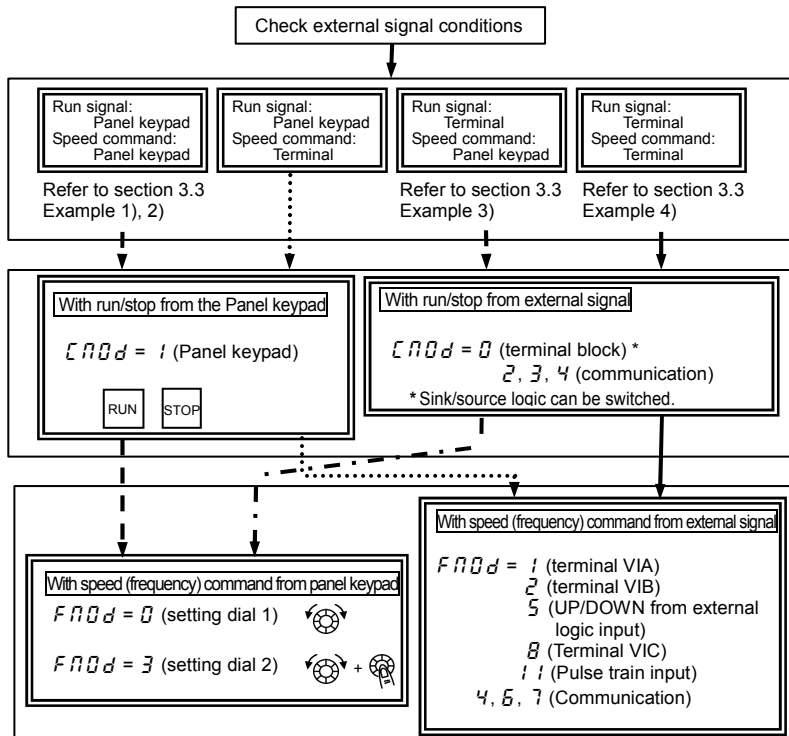 Check external signal conditions
Run signal:
Panel keypad
Speed command:
Panel keypad
Run signal:
Panel keypad
Speed command:
Terminal
Run signal:
Terminal
Speed command:
Panel keypad
Run signal:
Terminal
Speed command:
Terminal
Refer to section 3.3
Example 1), 2)
Refer to section 3.3
Example 3)
Refer to section 3.3
Example 4)
With run/stop from the Panel keypad
CMOd = 1 (Panel keypad)
RUN STOP
With run/stop from external signal
CMOd = 0 (terminal block) *
2, 3, 4 (communication)
* Sink/source logic can be switched.
With speed (frequency) command from panel keypad
FMOd = 0 (setting dial 1)
FMOd = 3 (setting dial 2) +
With speed (frequency) command from external signal
FMOd = 1 (terminal VIA)
2 (terminal VIB)
5 (UP/DOWN from external
logic input)
8 (Terminal VIC)
11 (Pulse train input)
4, 6, 7 (Communication)